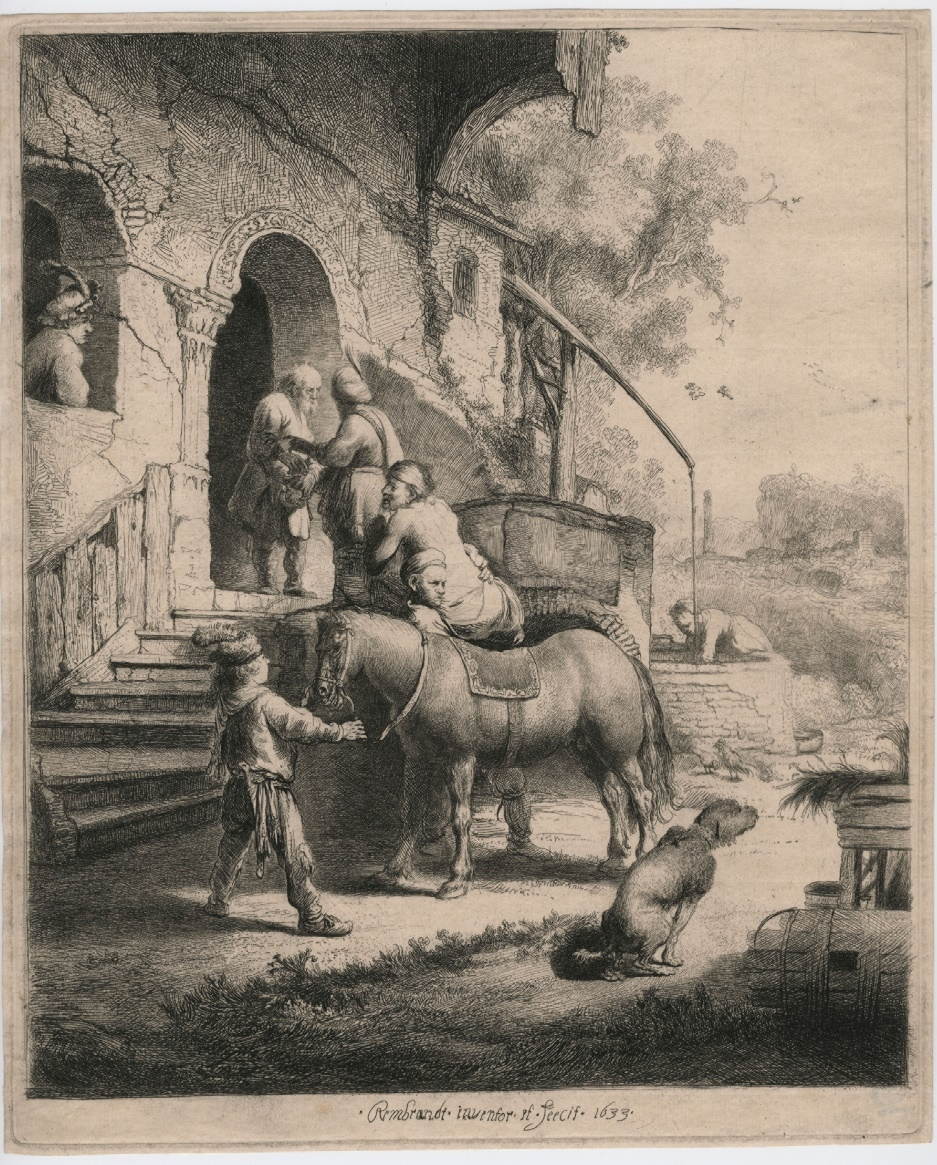 · Rembrandt · inventor · et · feecit · 1633 ·